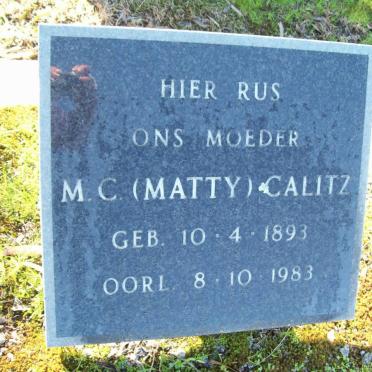 HIER RUS
ONS MOEDER
M. C. (MATTY) CALITZ
GEB. 10 · 4 · 1893
OORL. 8 · 10 · 1983